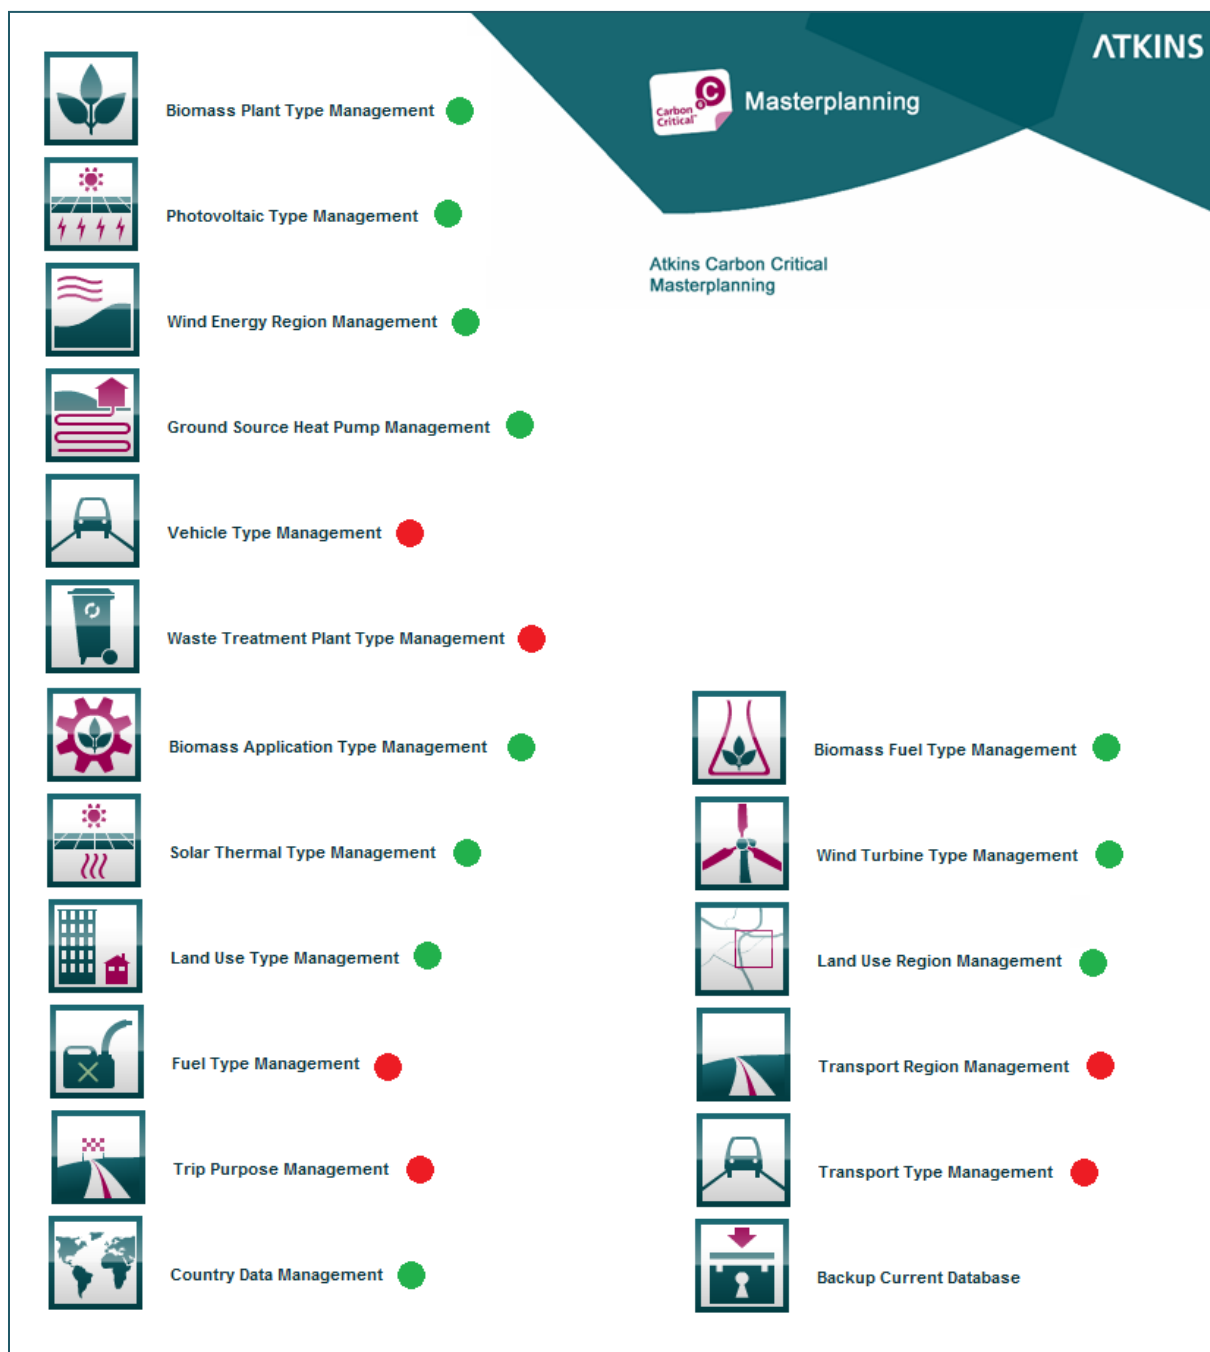 ATKINS
Carbon
Critical™
C
6
Masterplanning
Atkins Carbon Critical
Masterplanning
Biomass Plant Type Management
Photovoltaic Type Management
Wind Energy Region Management
Ground Source Heat Pump Management
Vehicle Type Management
Waste Treatment Plant Type Management
Biomass Application Type Management
Biomass Fuel Type Management
Solar Thermal Type Management
Wind Turbine Type Management
Land Use Type Management
Land Use Region Management
Fuel Type Management
Transport Region Management
Trip Purpose Management
Transport Type Management
Country Data Management
Backup Current Database